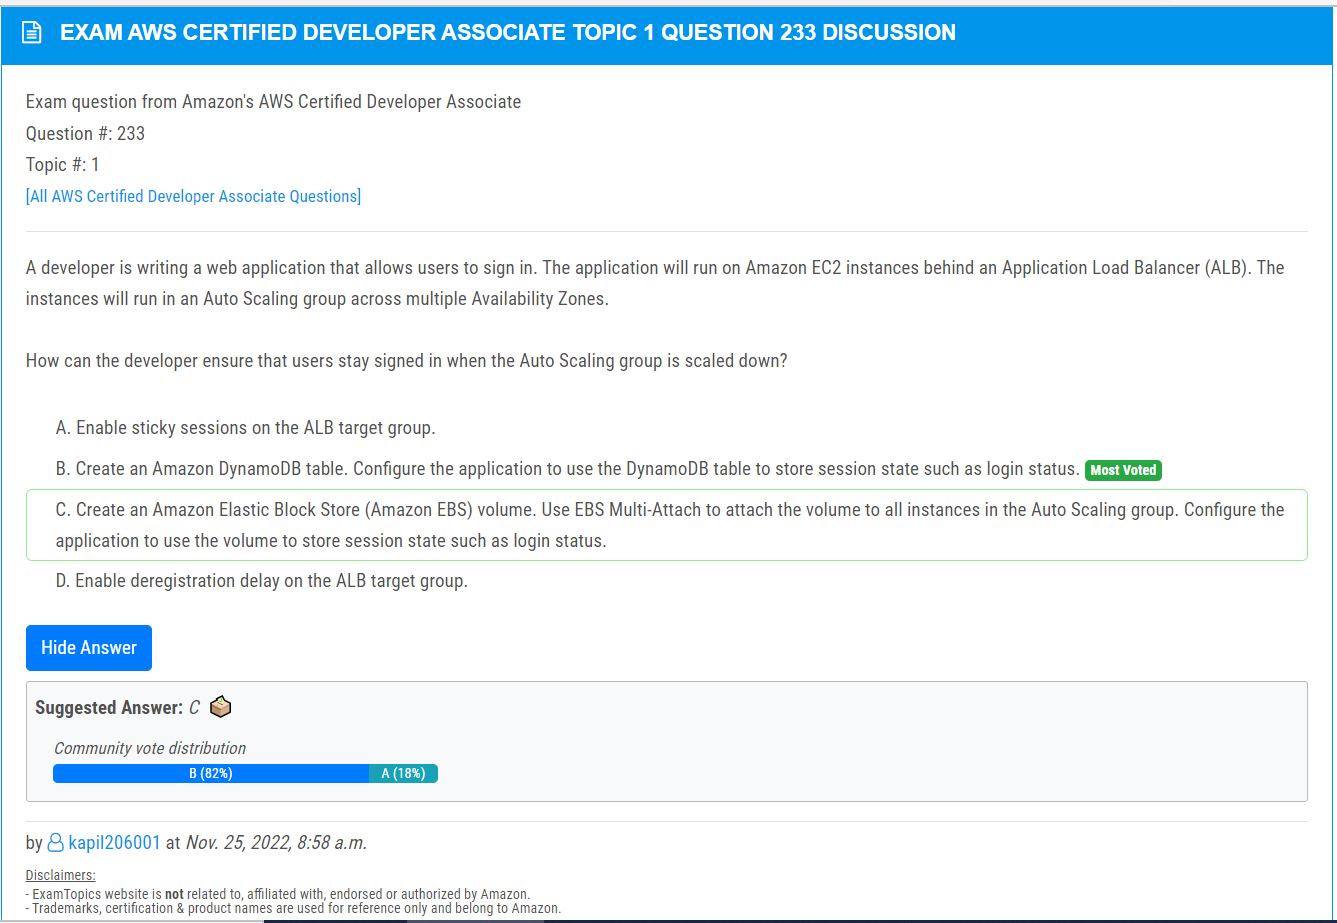 EXAM AWS CERTIFIED DEVELOPER ASSOCIATE TOPIC 1 QUESTION 233 DISCUSSION
Exam question from Amazon's AWS Certified Developer Associate
Question #: 233
Topic #: 1
[All AWS Certified Developer Associate Questions]
A developer is writing a web application that allows users to sign in. The application will run on Amazon EC2 instances behind an Application Load Balancer (ALB). The
instances will run in an Auto Scaling group across multiple Availability Zones.
How can the developer ensure that users stay signed in when the Auto Scaling group is scaled down?
A. Enable sticky sessions on the ALB target group.
B. Create an Amazon DynamoDB table. Configure the application to use the DynamoDB table to store session state such as login status. Most Voted
C. Create an Amazon Elastic Block Store (Amazon EBS) volume. Use EBS Multi-Attach to attach the volume to all instances in the Auto Scaling group. Configure the
application to use the volume to store session state such as login status.
D. Enable deregistration delay on the ALB target group.
Hide Answer
Suggested Answer: C
Community vote distribution
B (82%) A (18%)
by kapil206001 at Nov. 25, 2022, 8:58 a.m.
Disclaimers:
- ExamTopics website is not related to, affiliated with, endorsed or authorized by Amazon.
- Trademarks, certification & product names are used for reference only and belong to Amazon.